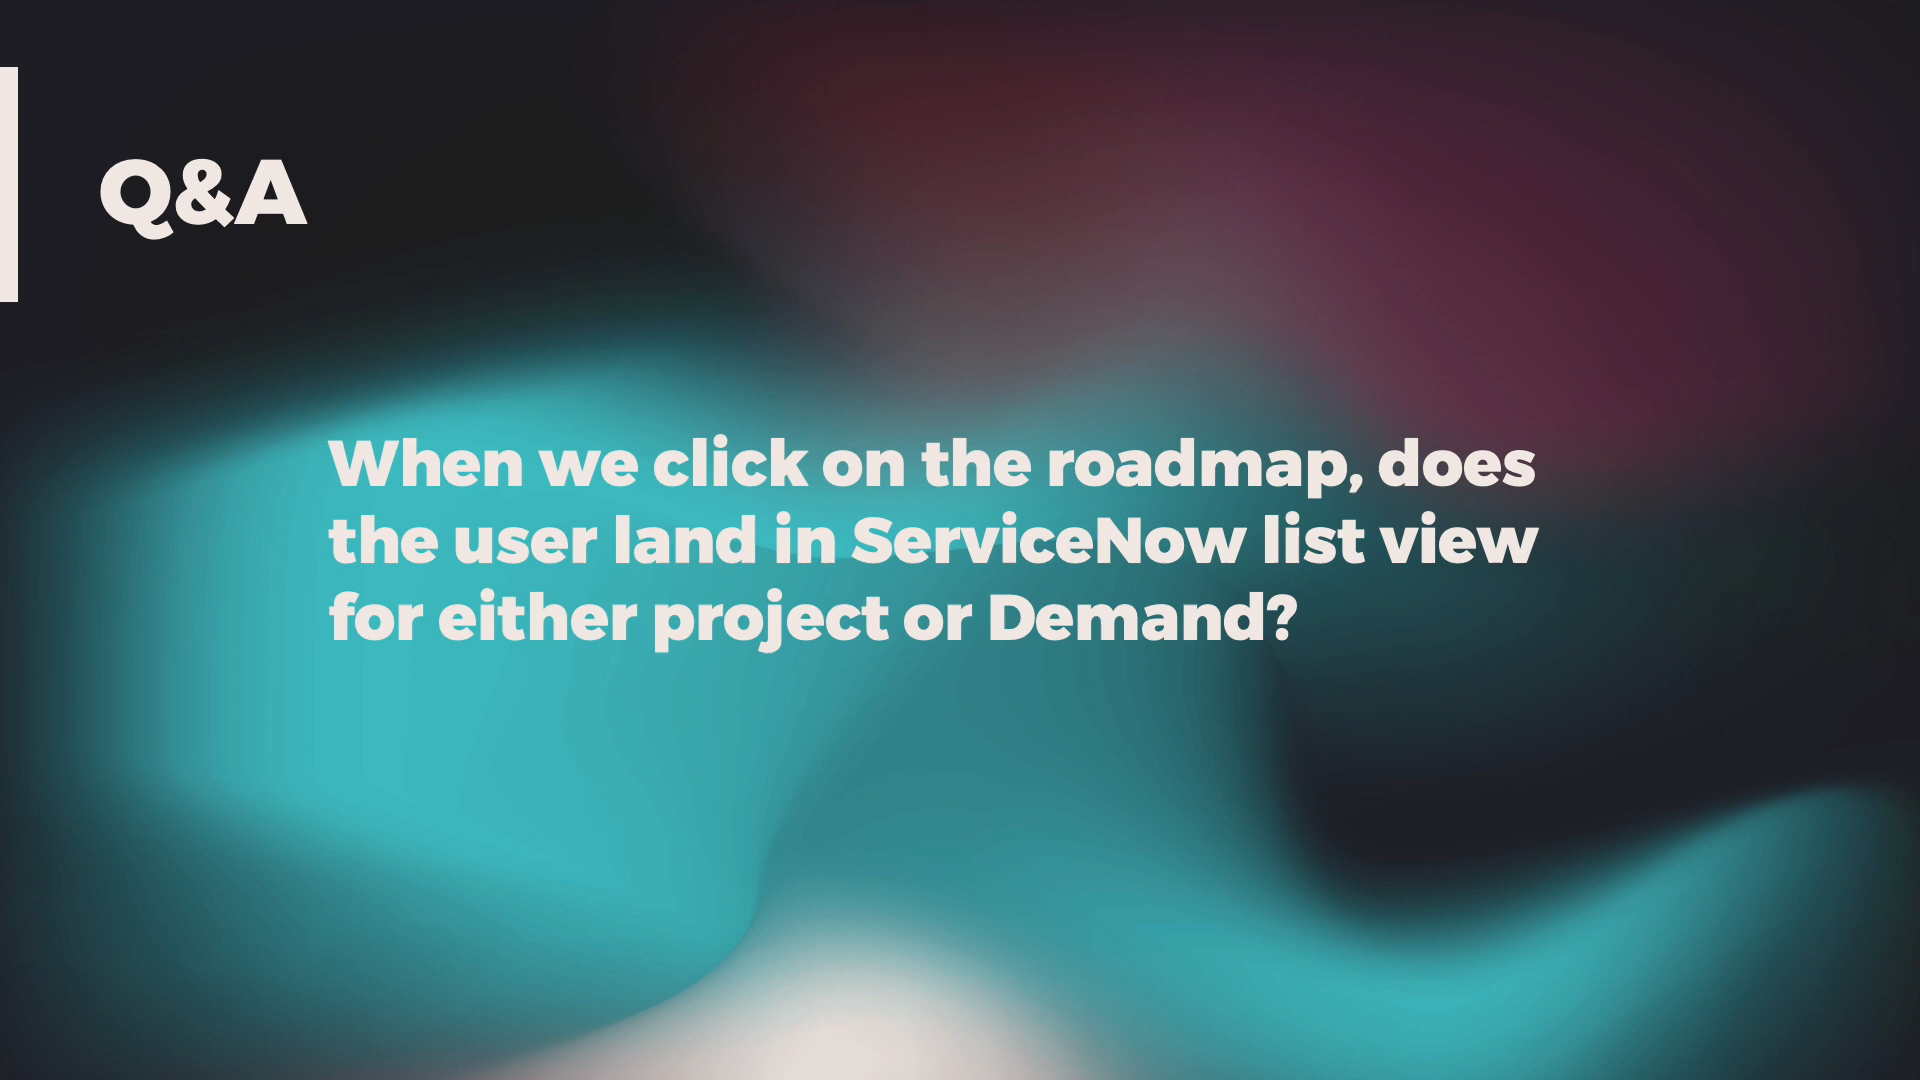 Q&A
When we click on the roadmap, does
the user land in ServiceNow list view
for either project or Demand?